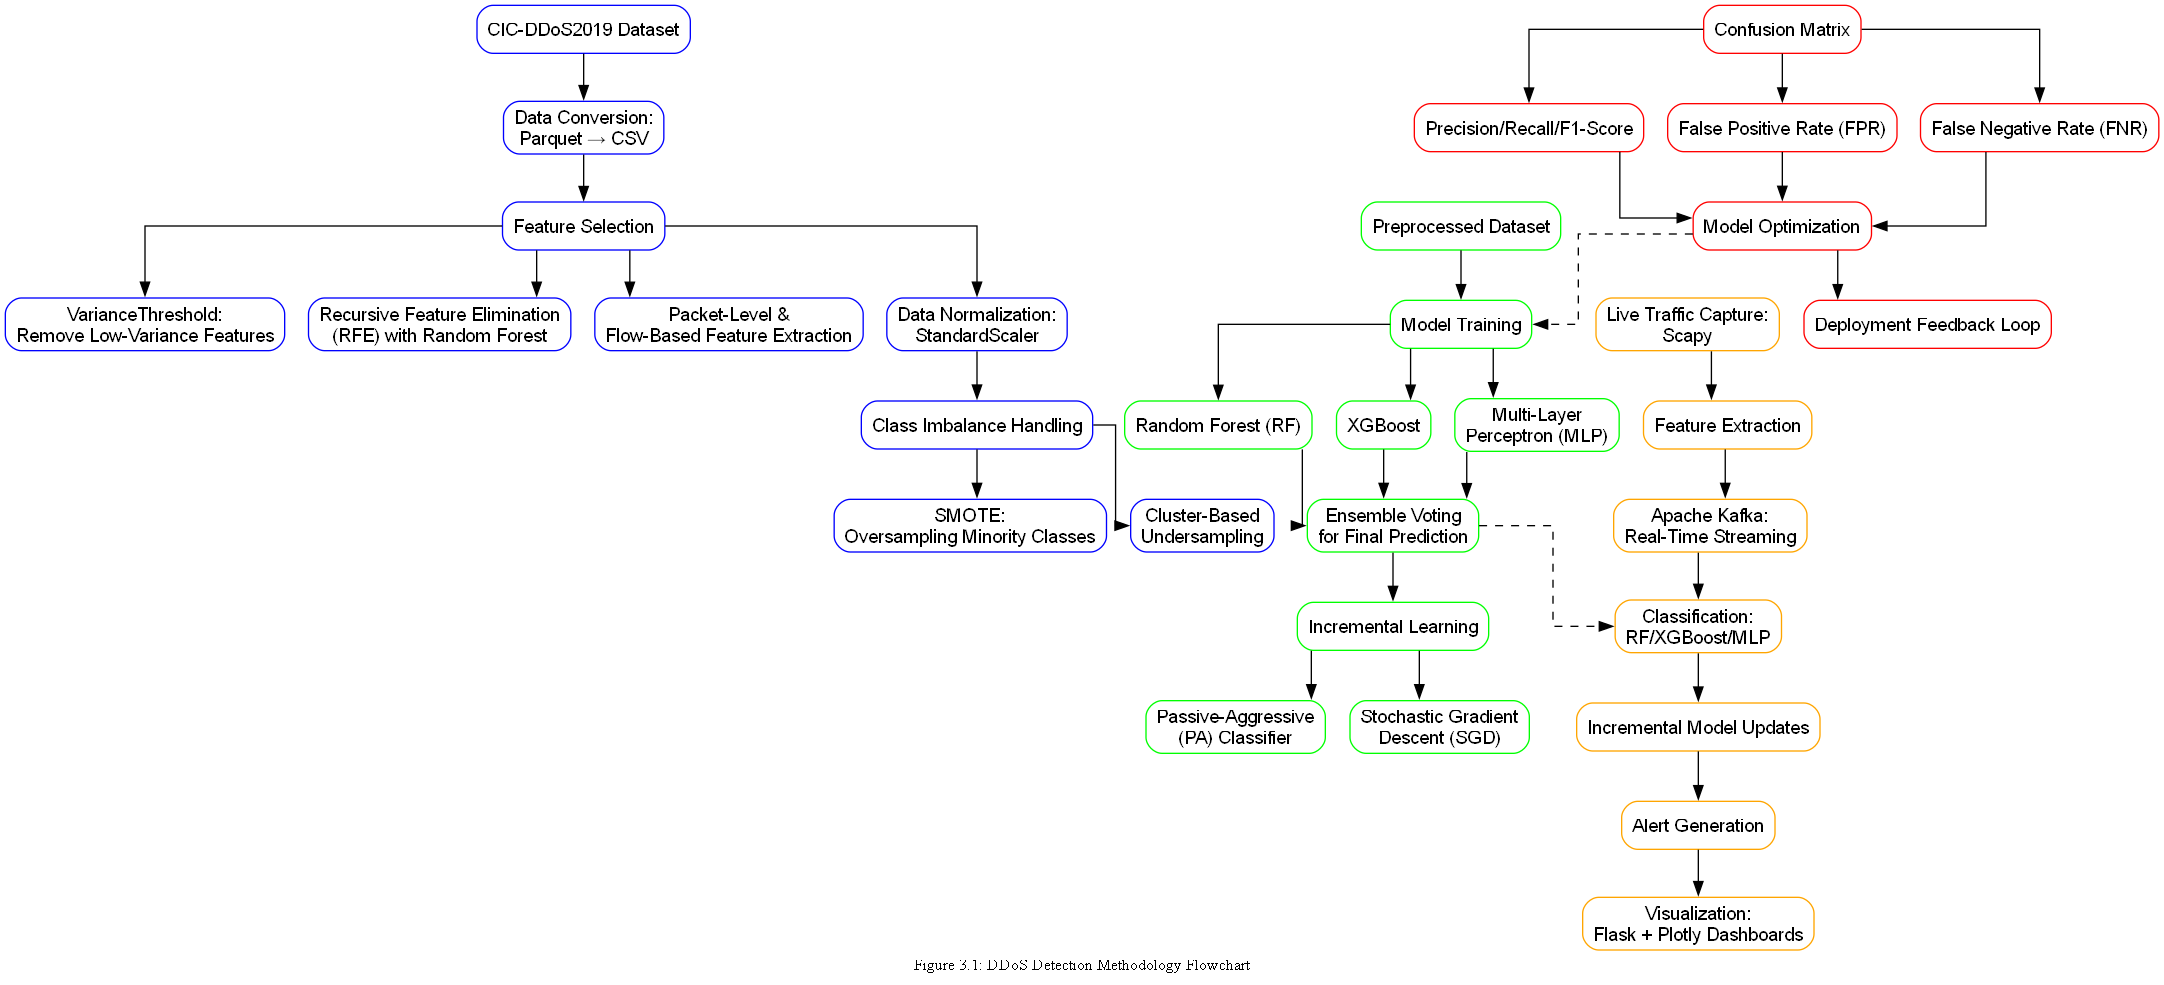 CIC-DDoS2019 Dataset
Data Conversion:
Parquet → CSV
Feature Selection
VarianceThreshold:
Remove Low-Variance Features
Recursive Feature Elimination
(RFE) with Random Forest
Packet-Level &
Flow-Based Feature Extraction
Data Normalization:
StandardScaler
Class Imbalance Handling
SMOTE:
Oversampling Minority Classes
Cluster-Based
Undersampling
Preprocessed Dataset
Model Training
Random Forest (RF)
XGBoost
Multi-Layer
Perceptron (MLP)
Ensemble Voting
for Final Prediction
Incremental Learning
Passive-Aggressive
(PA) Classifier
Stochastic Gradient
Descent (SGD)
Confusion Matrix
Precision/Recall/F1-Score
False Positive Rate (FPR)
False Negative Rate (FNR)
Model Optimization
Deployment Feedback Loop
Live Traffic Capture:
Scapy
Feature Extraction
Apache Kafka:
Real-Time Streaming
Classification:
RF/XGBoost/MLP
Incremental Model Updates
Alert Generation
Visualization:
Flask + Plotly Dashboards
Figure 3.1: DDoS Detection Methodology Flowchart